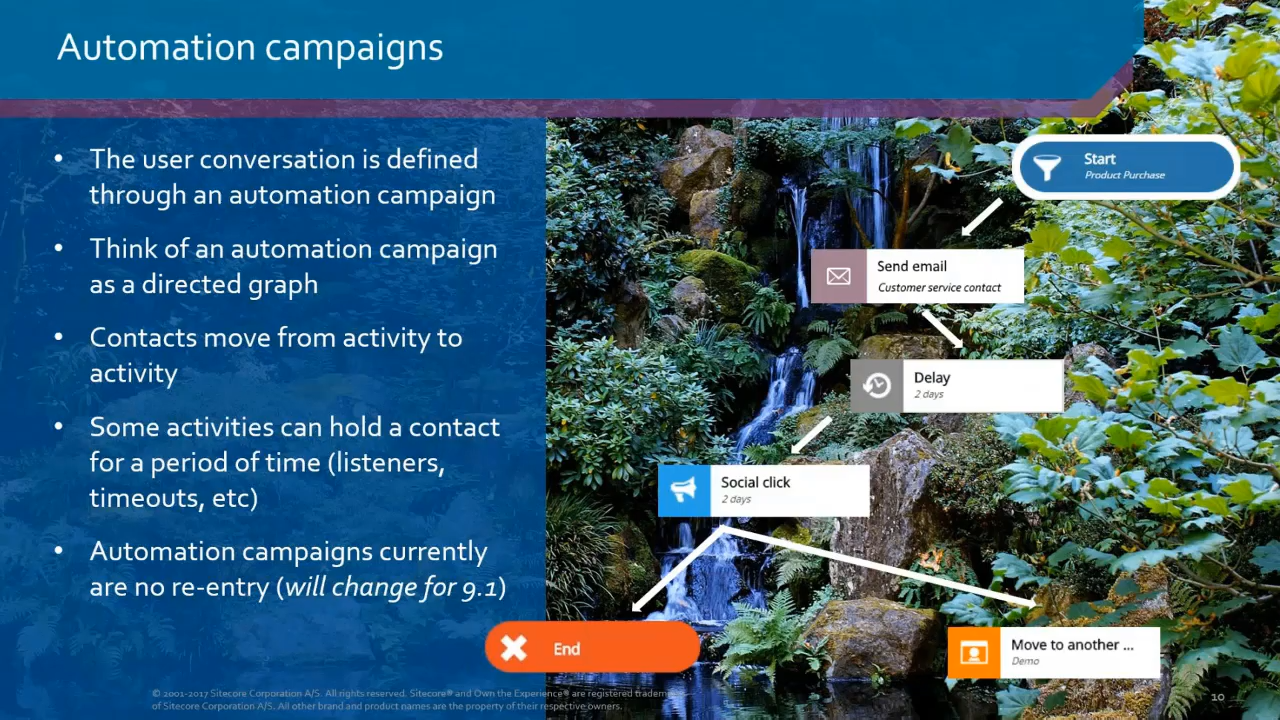 Automation campaigns
• The user conversation is defined
through an automation campaign
• Think of an automation campaign
as a directed graph
• Contacts move from activity to
activity
• Some activities can hold a contact
for a period of time (listeners,
timeouts, etc)
• Automation campaigns currently
are no re-entry (will change for 9.1)
Start
Product Purchase
Send email
Customer service contact
Delay
2 days
Social click
2 days
End
Move to another ...
Demo
© 2001-2017 Sitecore Corporation A/S. All rights reserved. Sitecore® and Own the Experience® are registered
of Sitecore Corporation A/S. All other brand and product names are the property of their respective owners.
10